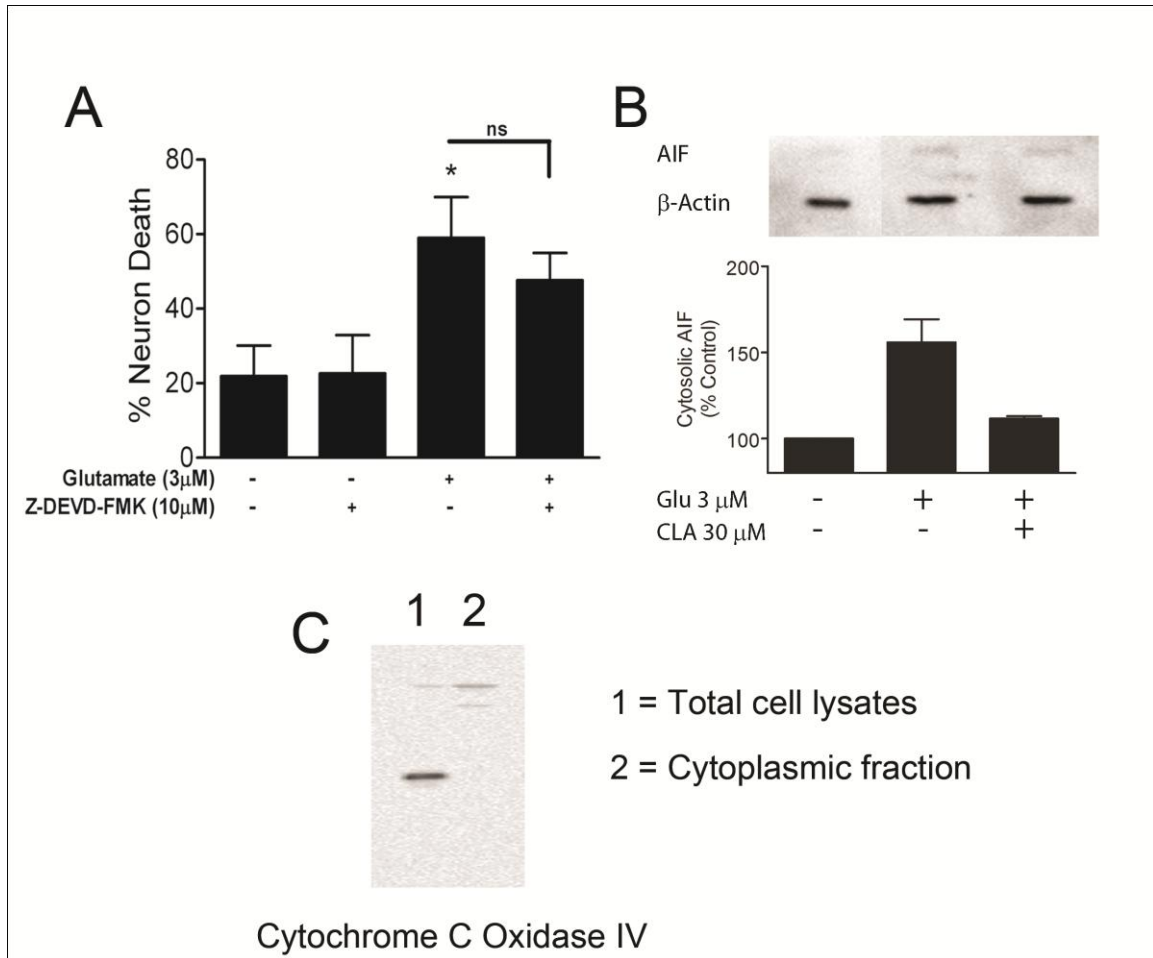 A
ns
*
80
60
40
20
0
% Neuron Death
Glutamate (3μM) - - + +
Z-DEVD-FMK (10μM) - + - +
B
AIF
β-Actin
200
150
100
Cytosolic AIF
(% Control)
Glu 3 μM - + +
CLA 30 μM - +
C
1 2
1 = Total cell lysates
2 = Cytoplasmic fraction
Cytochrome C Oxidase IV